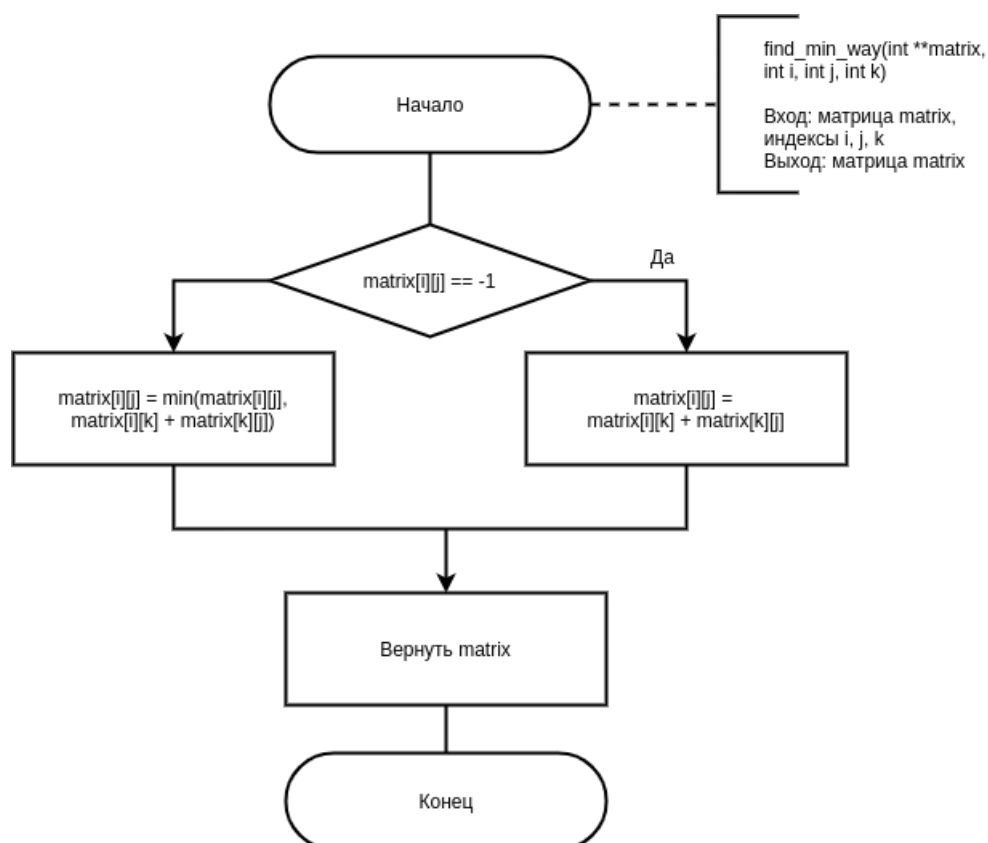 find_min_way(int **matrix,
int i, int j, int k)
Вход: матрица matrix,
индексы i, j, k
Выход: матрица matrix
Начало
Да
matrix[i][j] == -1
matrix[i][j] = min(matrix[i][j],
matrix[i][k] + matrix[k][j])
matrix[i][j] =
matrix[i][k] + matrix[k][j]
Вернуть matrix
Конец